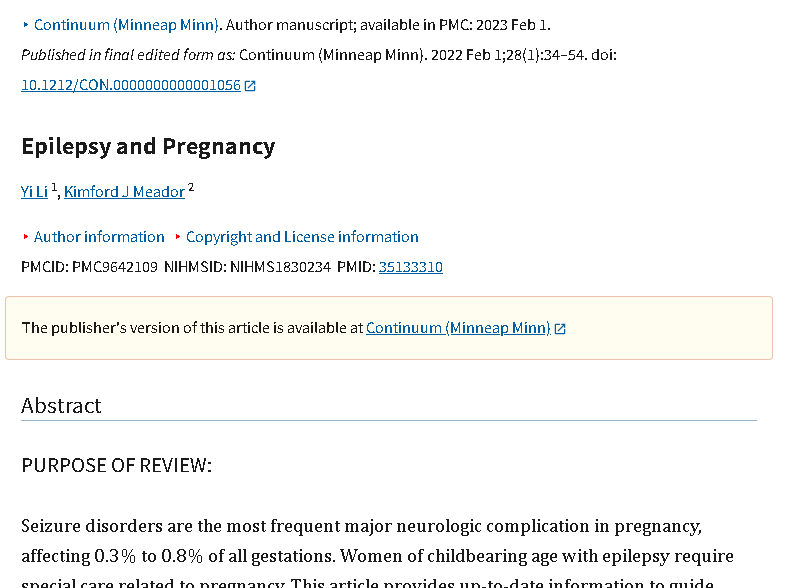 ‣ Continuum (Minneap Minn). Author manuscript; available in PMC: 2023 Feb 1.
Published in final edited form as: Continuum (Minneap Minn). 2022 Feb 1;28(1):34–54. doi:
10.1212/CON.0000000000001056
Epilepsy and Pregnancy
Yi Li 1, Kimford J Meador 2
‣ Author information ‣ Copyright and License information
PMCID: PMC9642109 NIHMSID: NIHMS1830234 PMID: 35133310
The publisher's version of this article is available at Continuum (Minneap Minn)
Abstract
PURPOSE OF REVIEW:
Seizure disorders are the most frequent major neurologic complication in pregnancy,
affecting 0.3% to 0.8% of all gestations. Women of childbearing age with epilepsy require
special care related to pregnancy. This article provides up-to-date information to guide